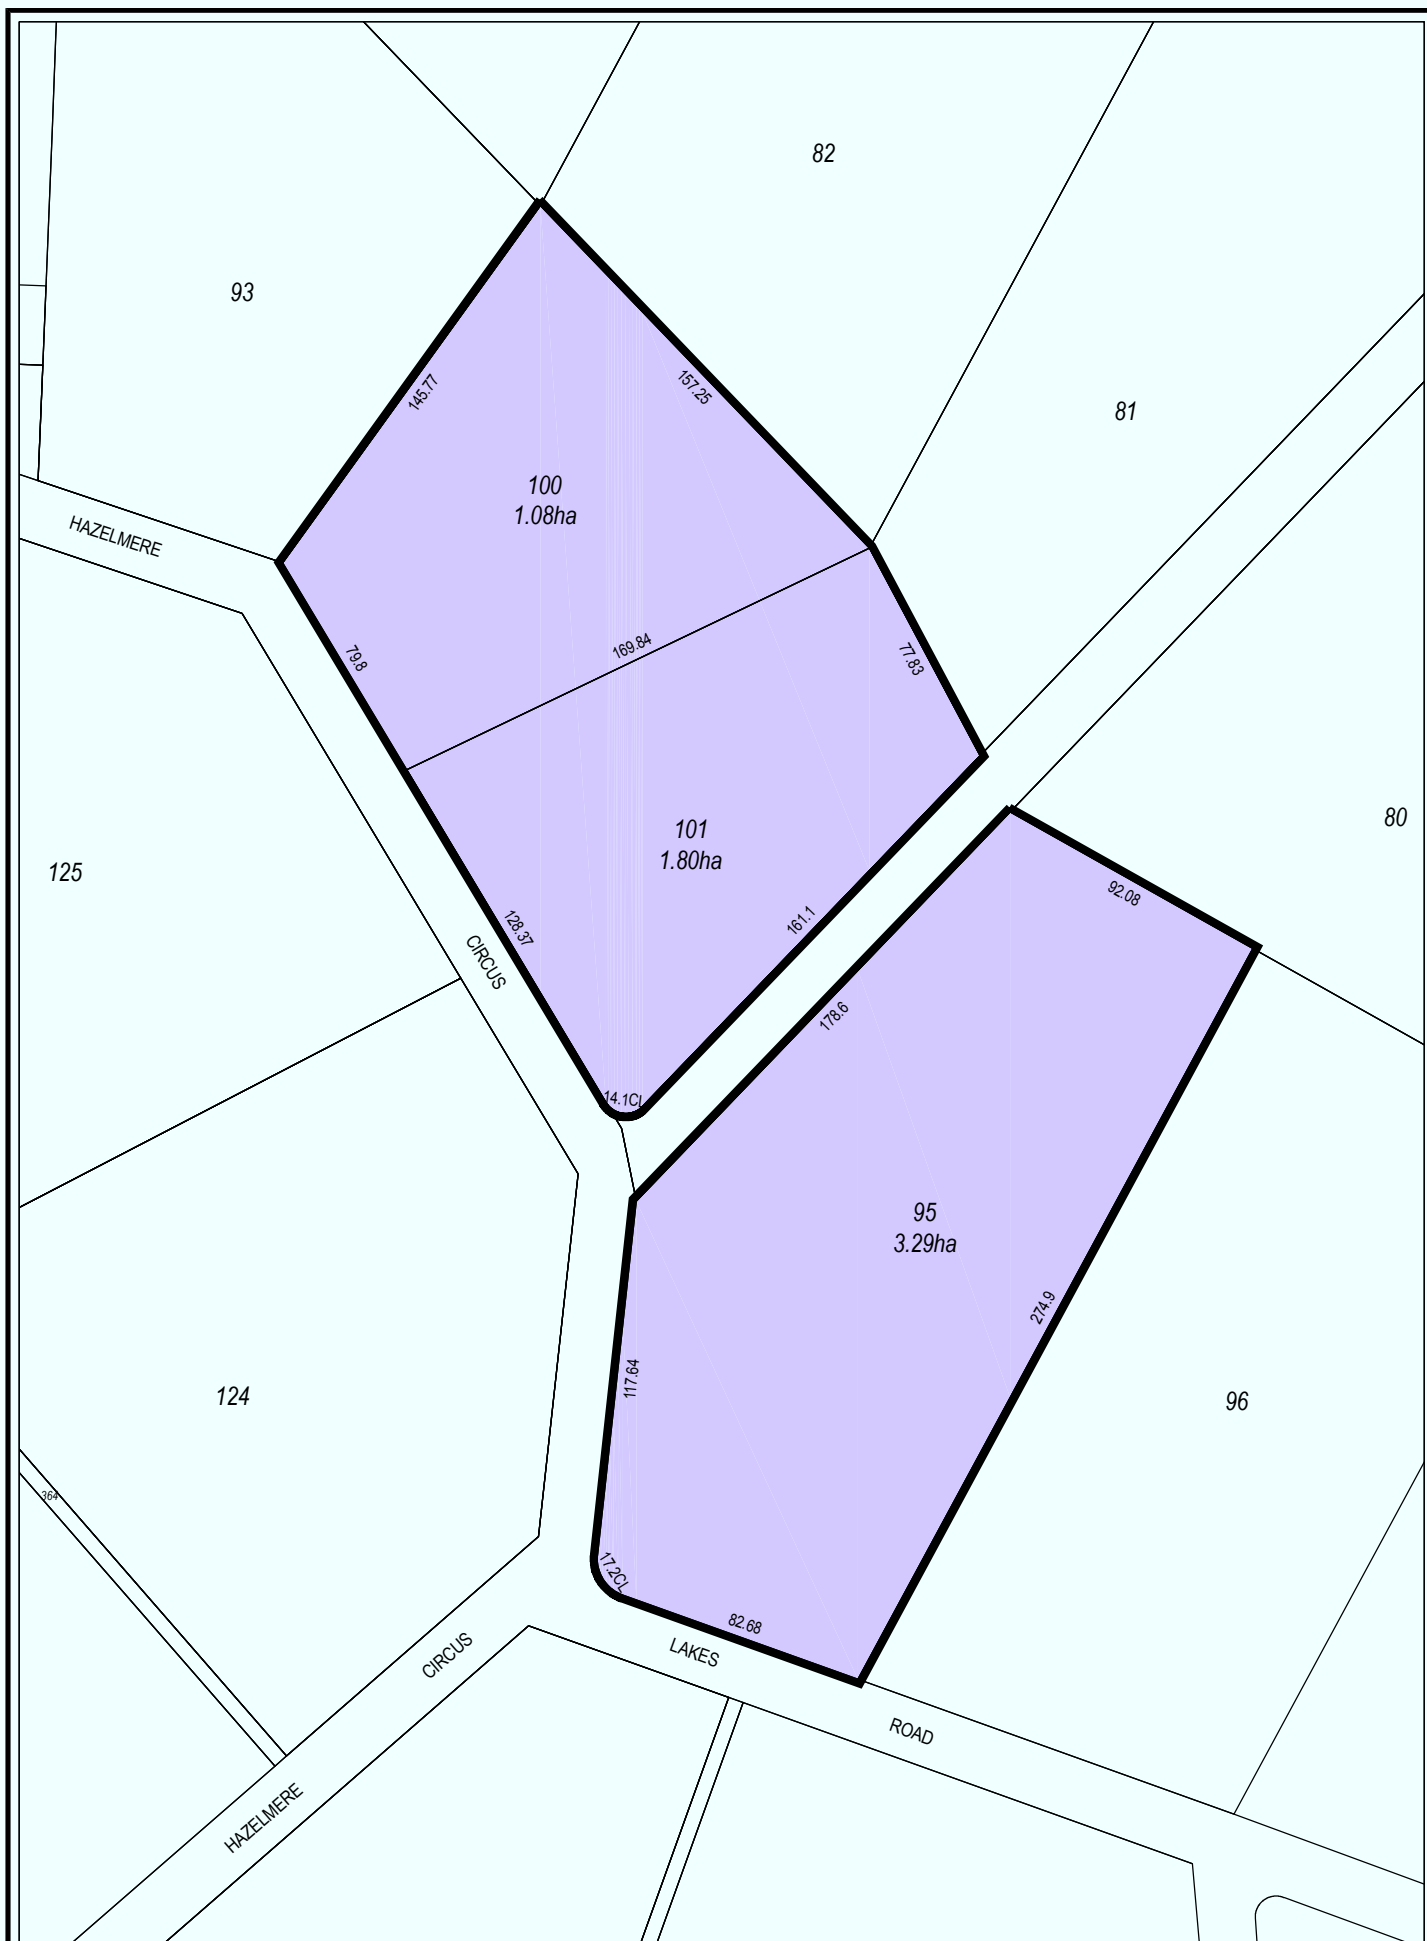 82
93
81
145.77
157.25
100
1.08ha
HAZELMERE
79.8
169.84
77.83
101
1.80ha
80
125
92.08
128.37
161.1
CIRCUS
178.6
14.1CL
95
3.29ha
274.9
117.64
124
96
364
17.2CL
82.68
CIRCUS
LAKES
ROAD
HAZELMERE